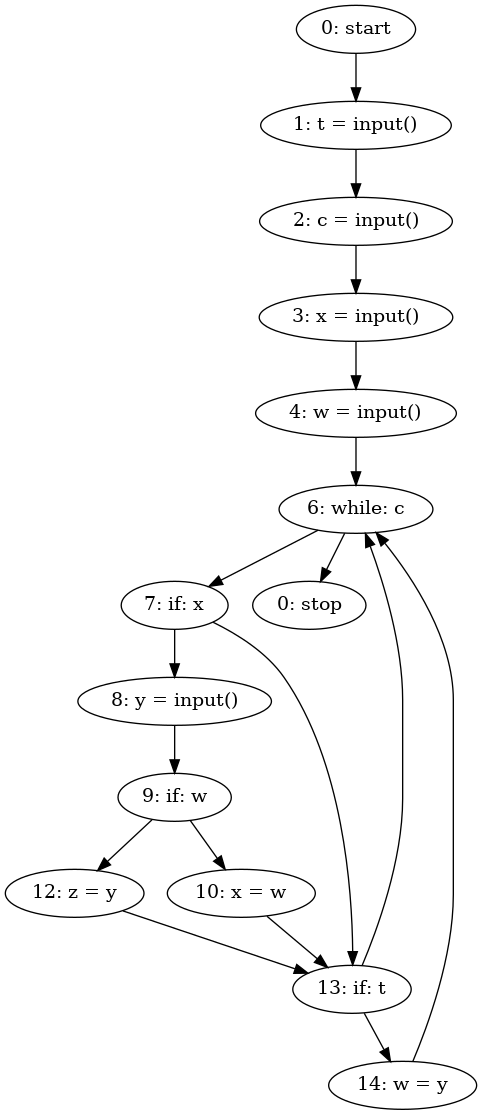 0: start
1: t = input()
2: c = input()
3: x = input()
4: w = input()
6: while: c
7: if: x
0: stop
8: y = input()
9: if: w
12: z = y
10: x = w
13: if: t
14: w = y